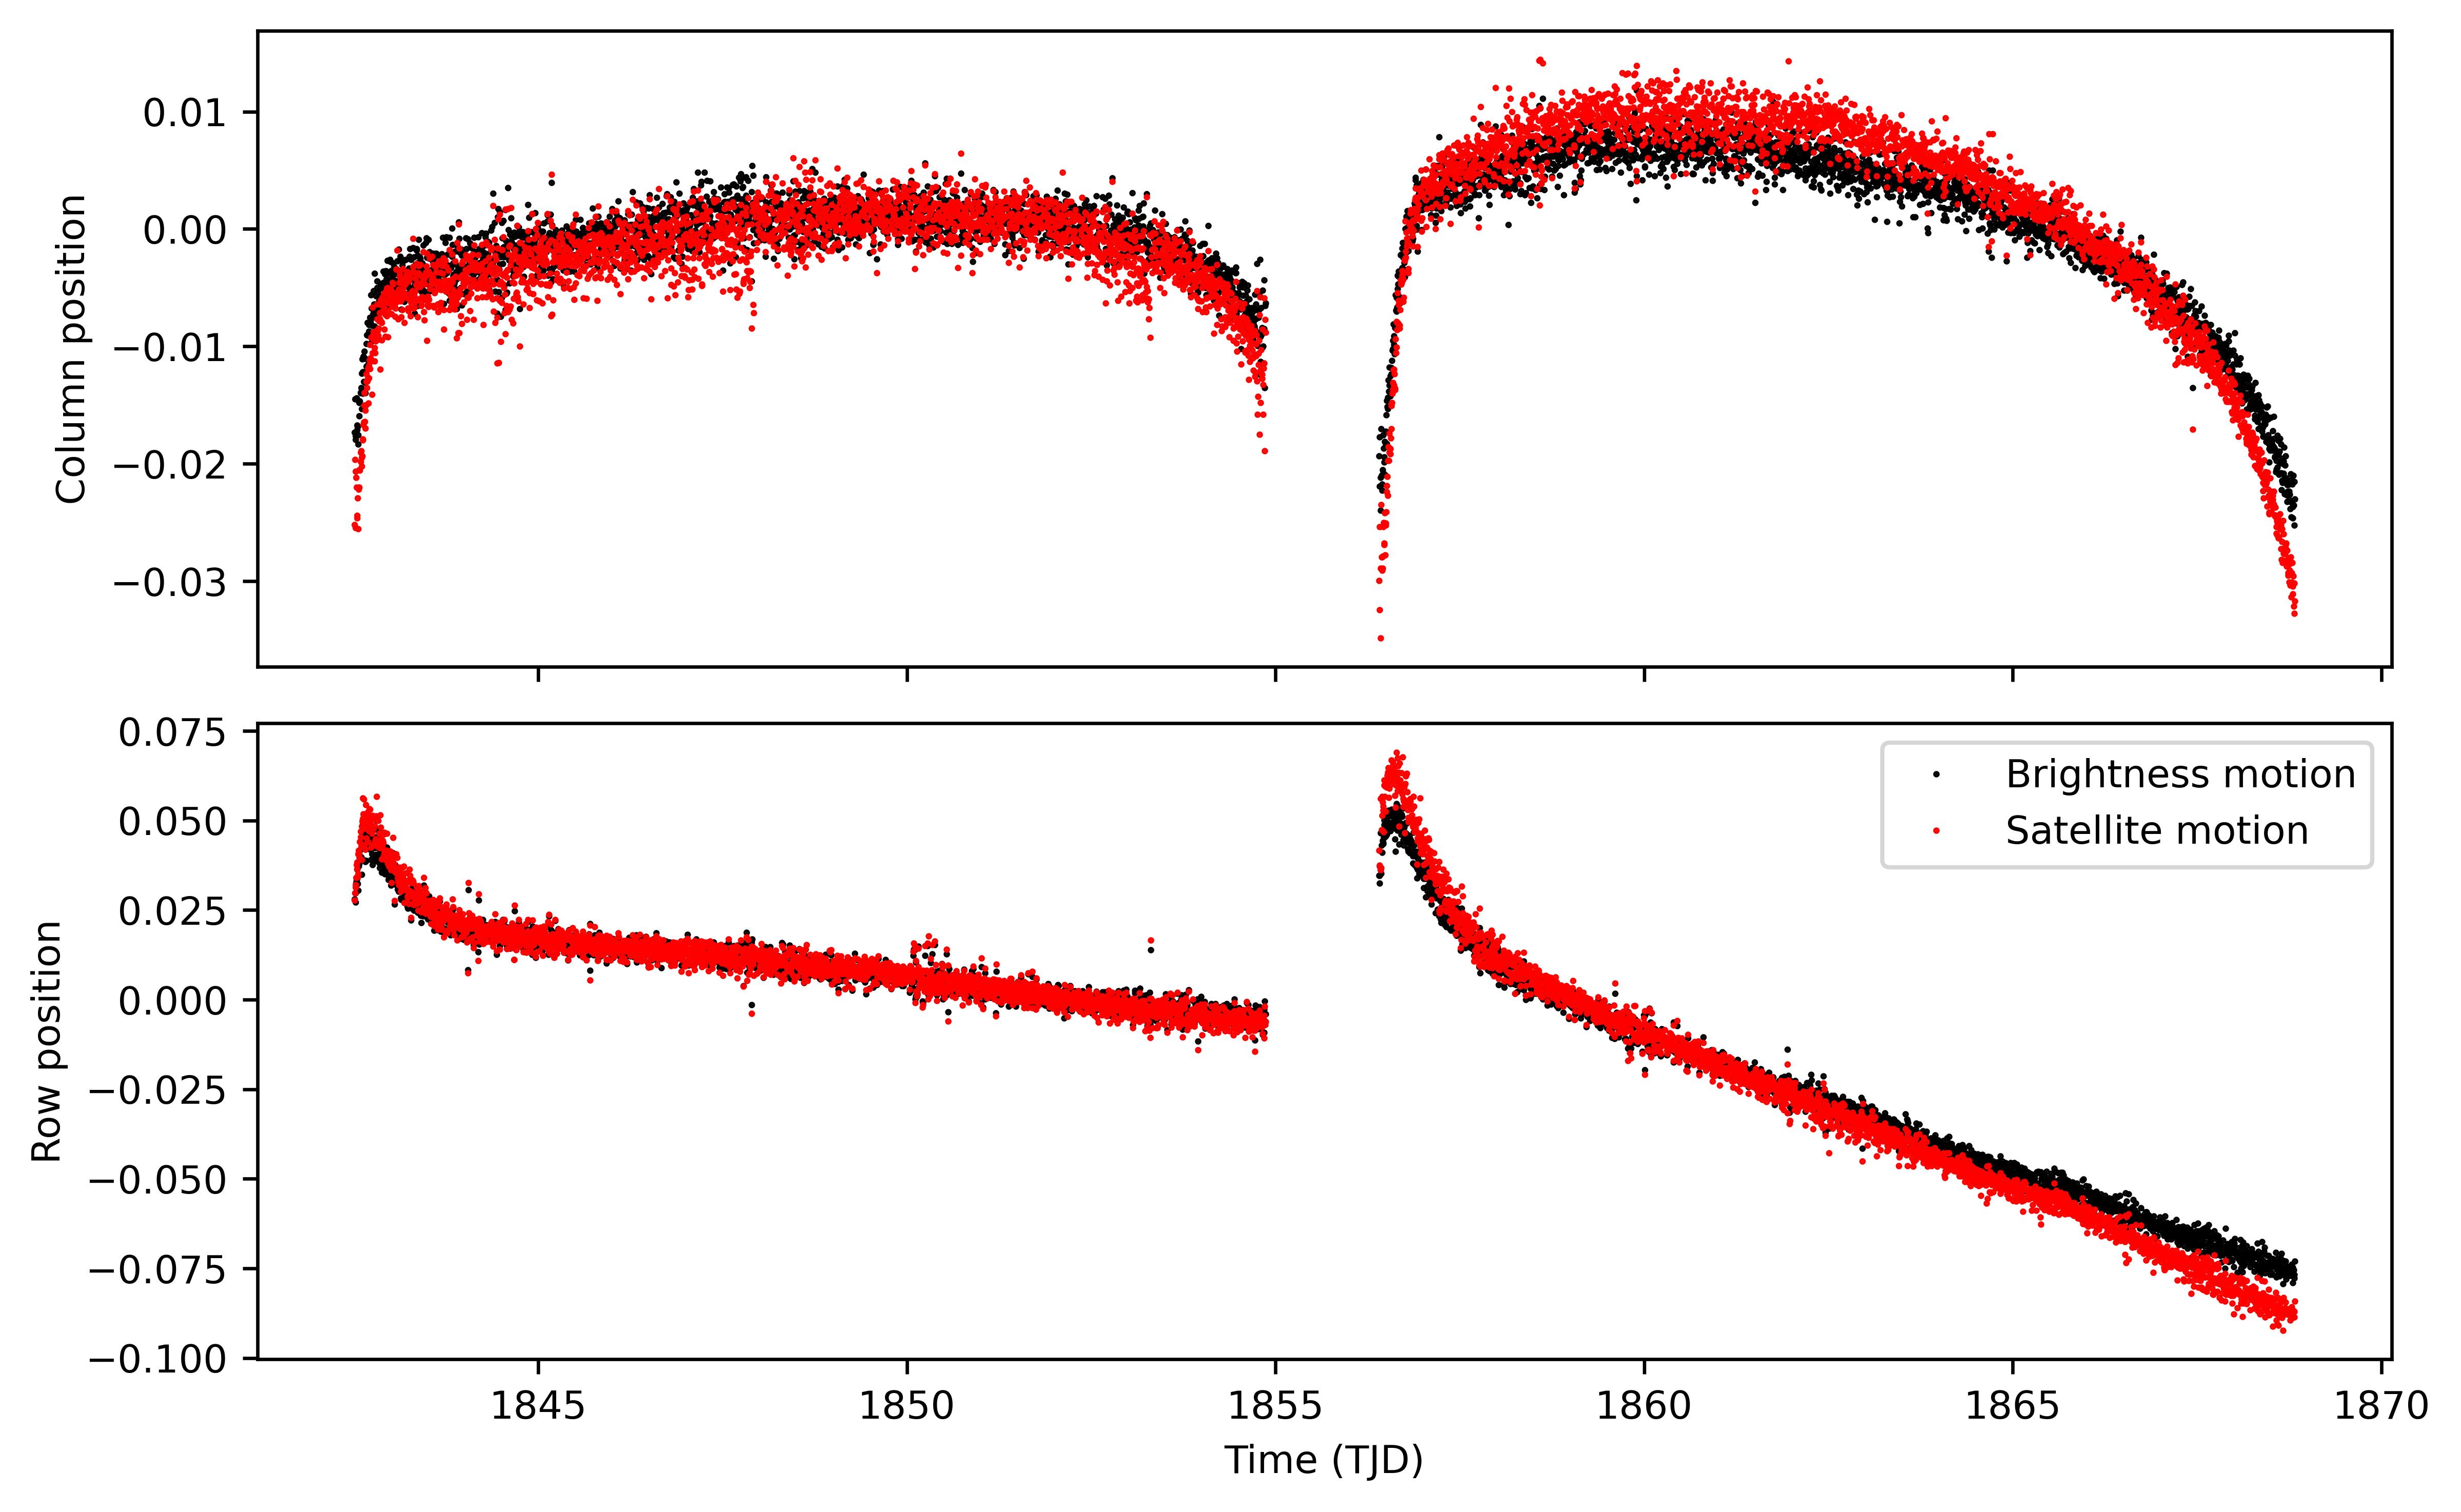 0.01
0.00
−0.01
−0.02
−0.03
Column position
0.075
0.050
0.025
0.000
−0.025
−0.050
−0.075
−0.100
Row position
Brightness motion
Satellite motion
1845 1850 1855 1860 1865 1870
Time (TJD)